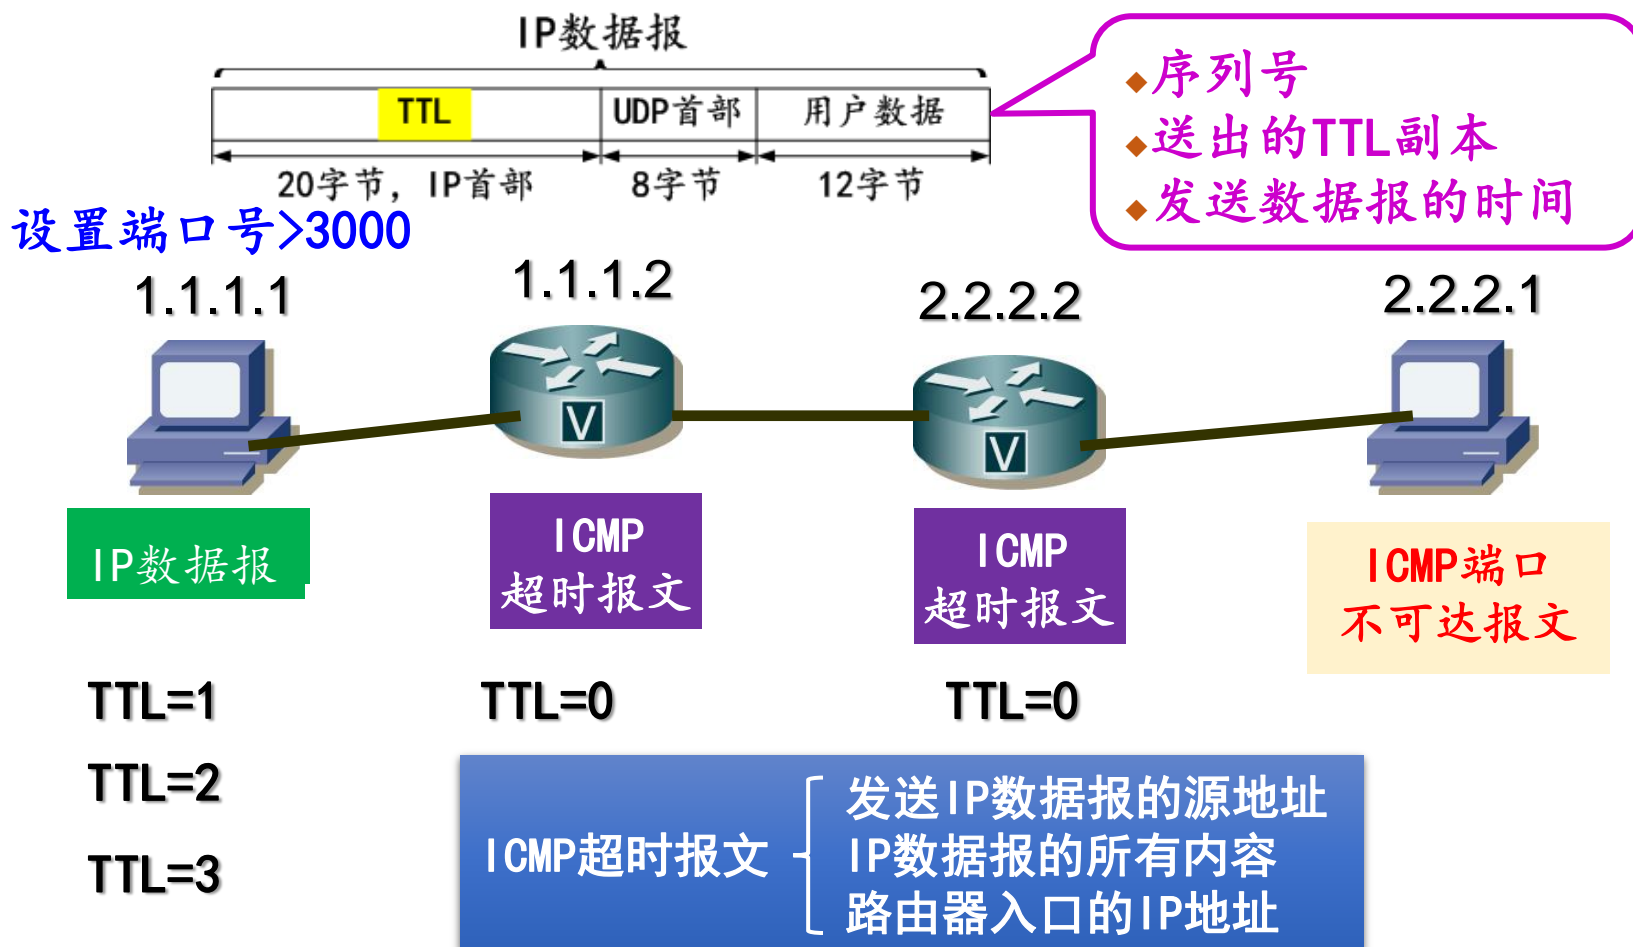 IP数据报
TTL
UDP首部
用户数据
20字节, IP首部
8字节
12字节
◆序列号
◆送出的TTL副本
◆发送数据报的时间
设置端口号>3000
1.1.1.1
1.1.1.2
2.2.2.2
2.2.2.1
V
V
IP数据报
ICMP
超时报文
ICMP
超时报文
ICMP端口
不可达报文
TTL=1
TTL=0
TTL=0
TTL=2
TTL=3
ICMP超时报文
发送IP数据报的源地址
IP数据报的所有内容
路由器入口的IP地址